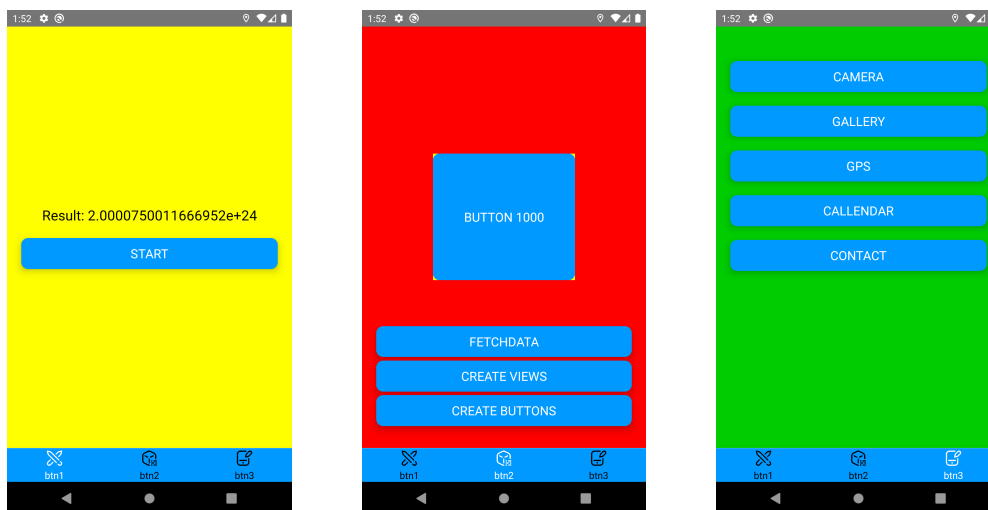 1:52
Result: 2.0000750011666952e+24
START
btn1 btn2 btn3
1:52
BUTTON 1000
FETCHDATA
CREATE VIEWS
CREATE BUTTONS
btn1 btn2 btn3
1:52
CAMERA
GALLERY
GPS
CALLENDAR
CONTACT
btn1 btn2 btn3